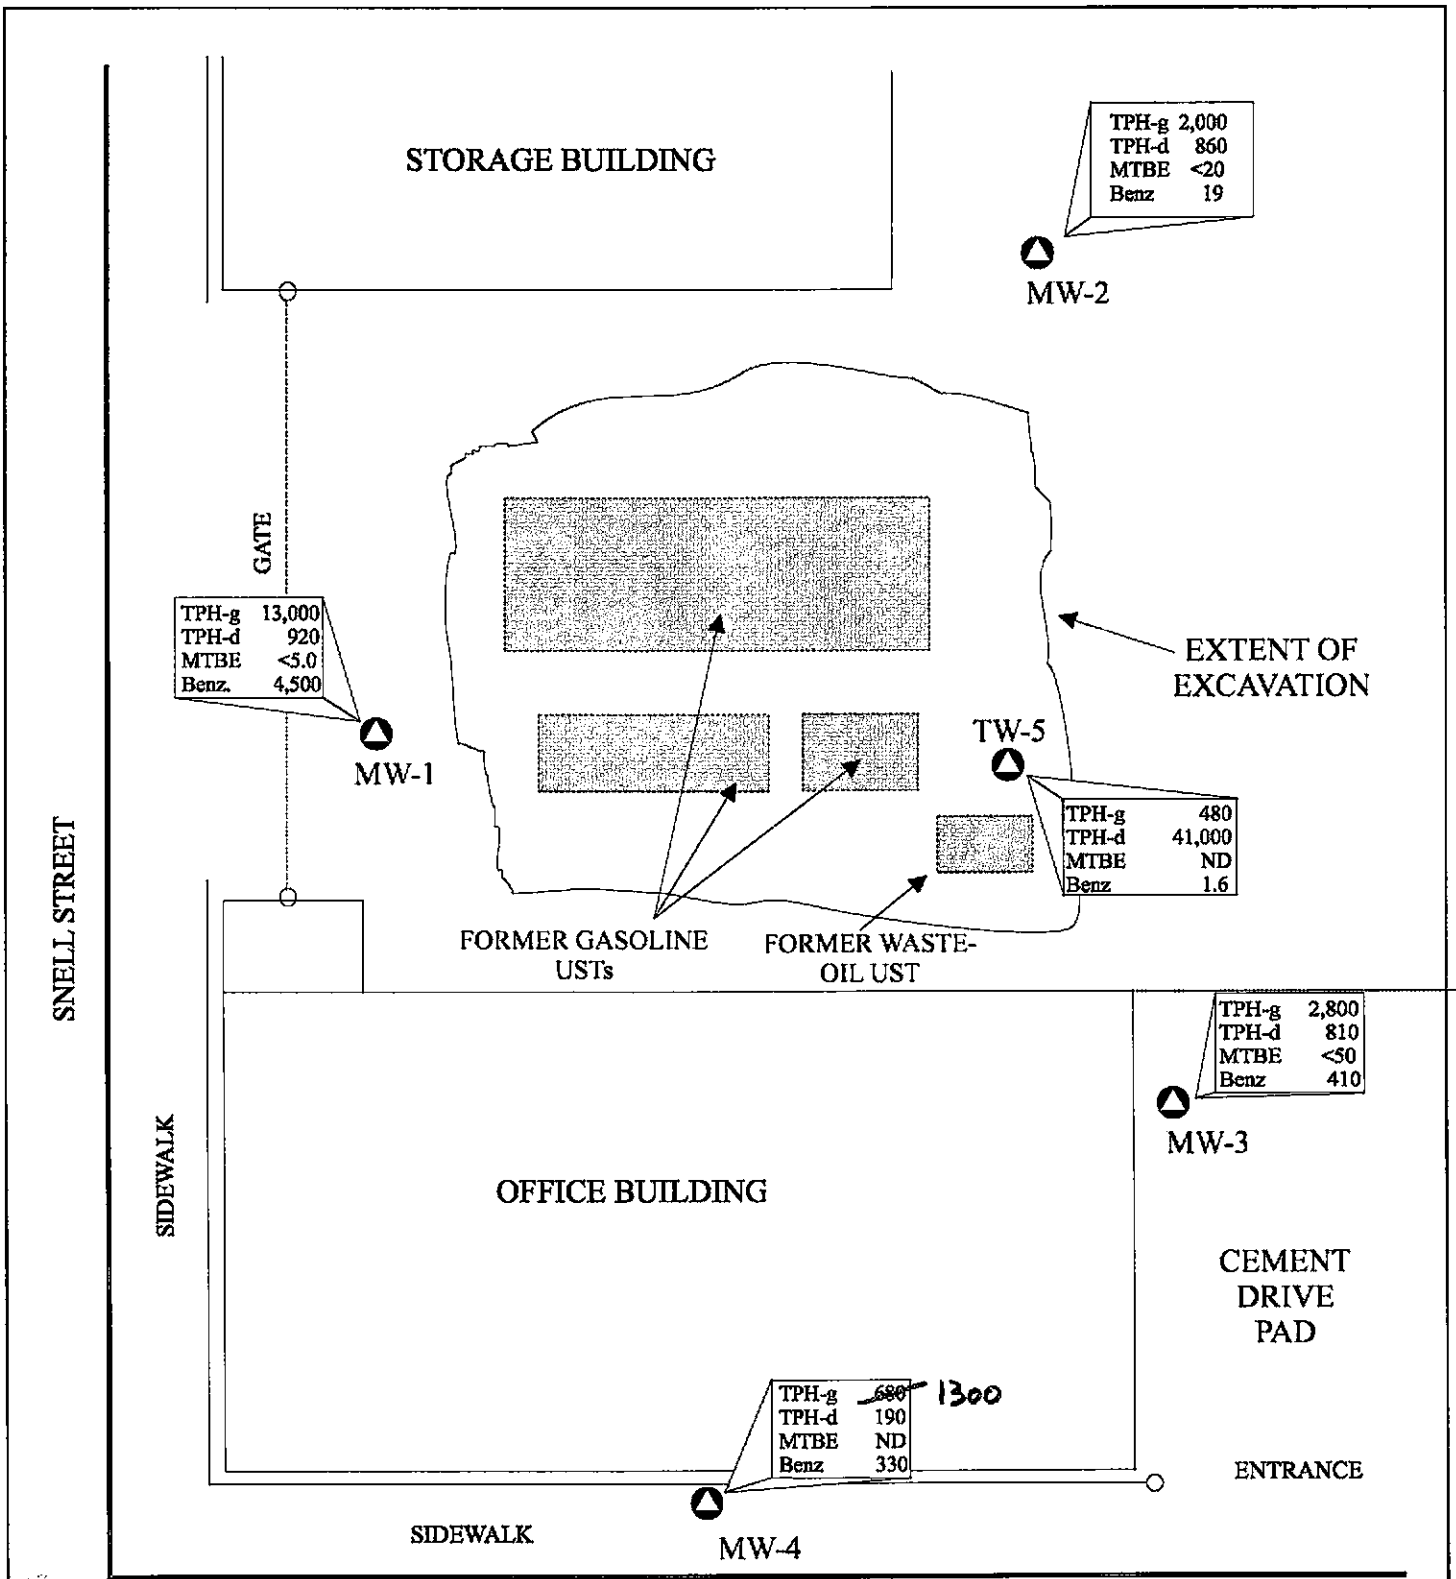 STORAGE BUILDING
TPH-g 2,000
TPH-d 860
MTBE <20
Benz 19
MW-2
GATE
TPH-g 13,000
TPH-d 920
MTBE <5.0
Benz. 4,500
MW-1
EXTENT OF
EXCAVATION
TW-5
TPH-g 480
TPH-d 41,000
MTBE ND
Benz 1.6
FORMER GASOLINE
USTs
FORMER WASTE-
OIL UST
SNELL STREET
TPH-g 2,800
TPH-d 810
MTBE <50
Benz 410
MW-3
SIDEWALK
OFFICE BUILDING
CEMENT
DRIVE
PAD
TPH-g 680 1300
TPH-d 190
MTBE ND
Benz 330
ENTRANCE
SIDEWALK
MW-4